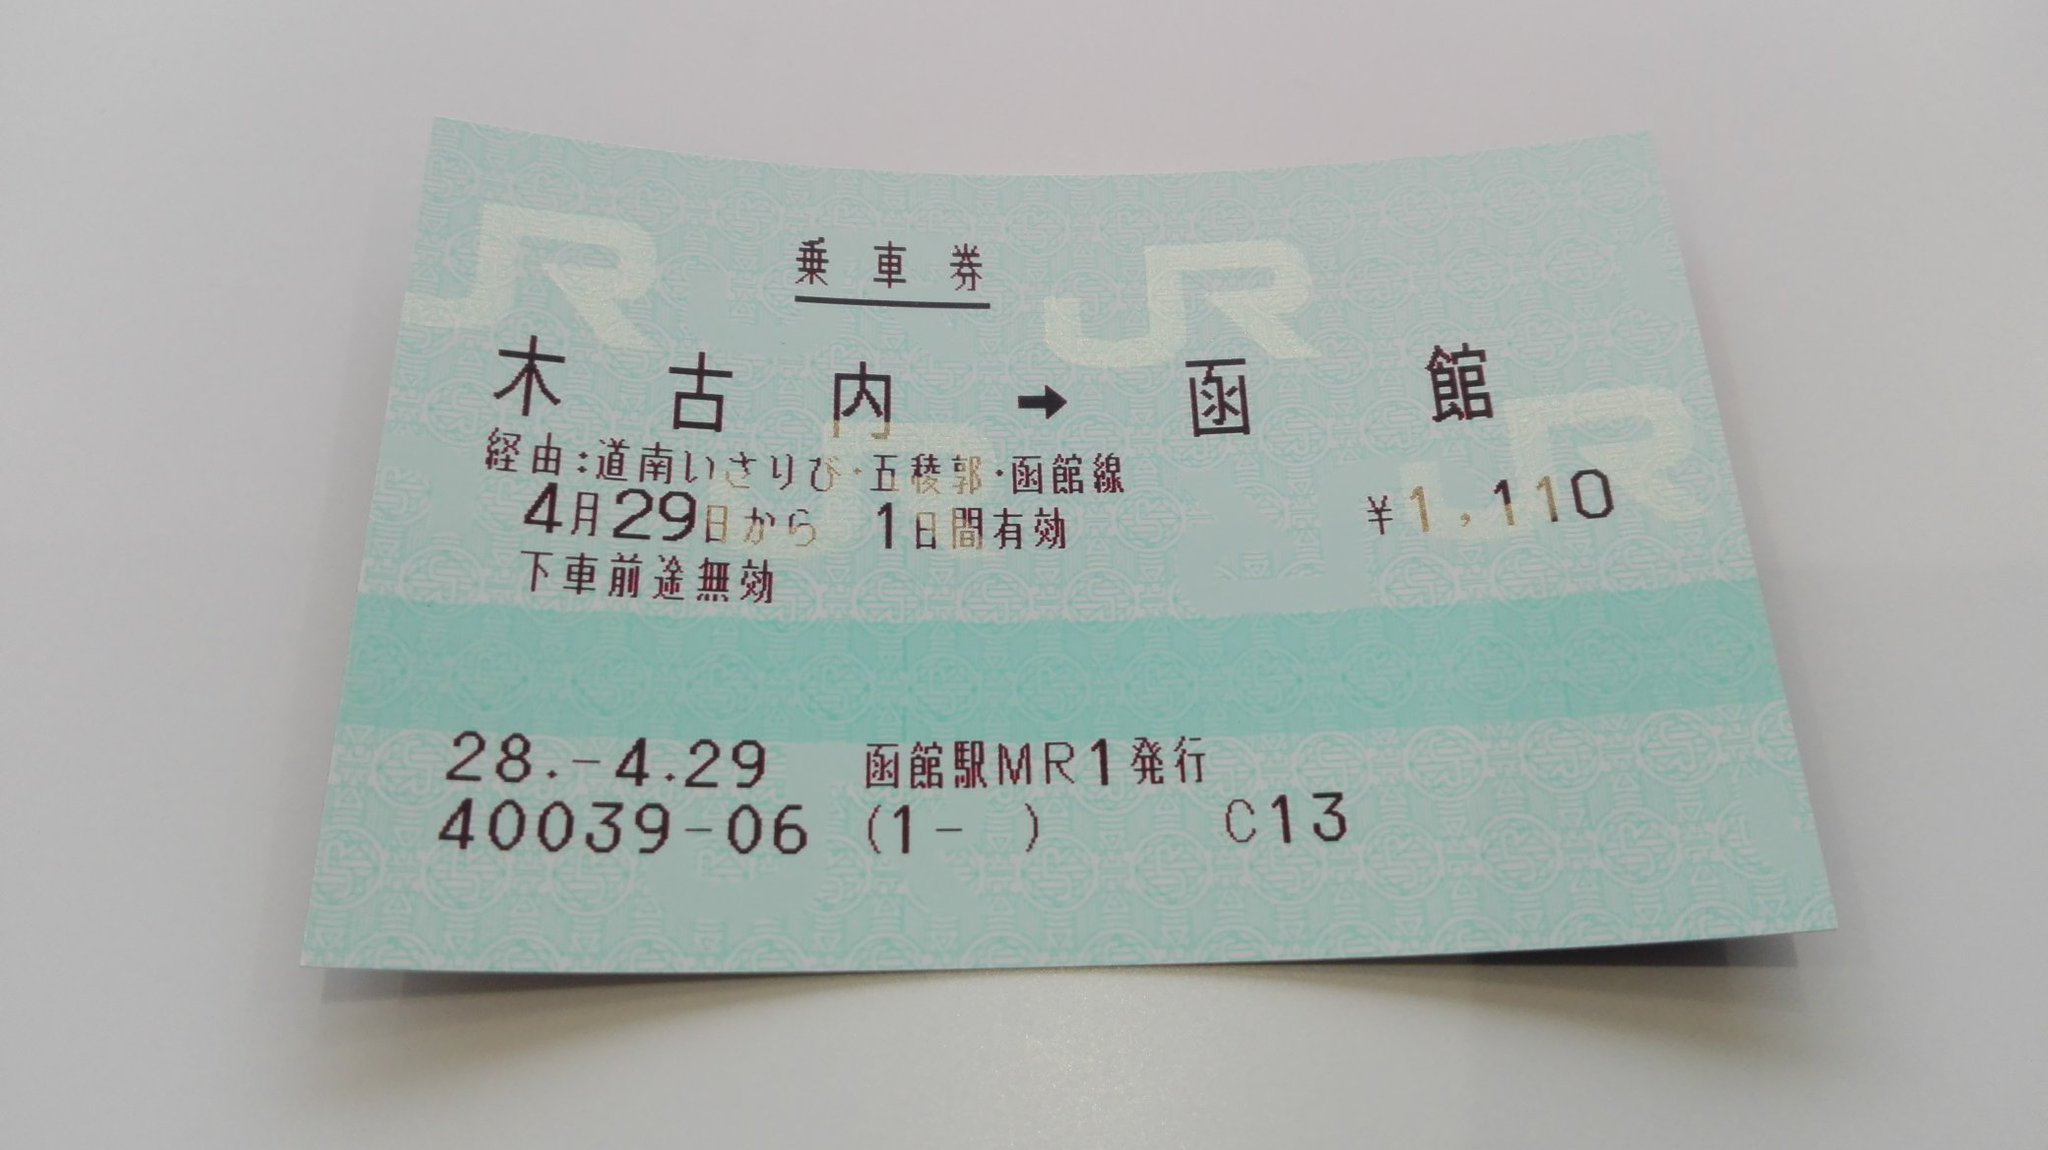 乗車券
木古内→函館
経由:道南いさりび・五稜郭・函館線
4月29日から 1日間有効 ¥1,110
下車前途無効
28.-4.29 函館駅MR1発行
40039-06 (1- ) C13